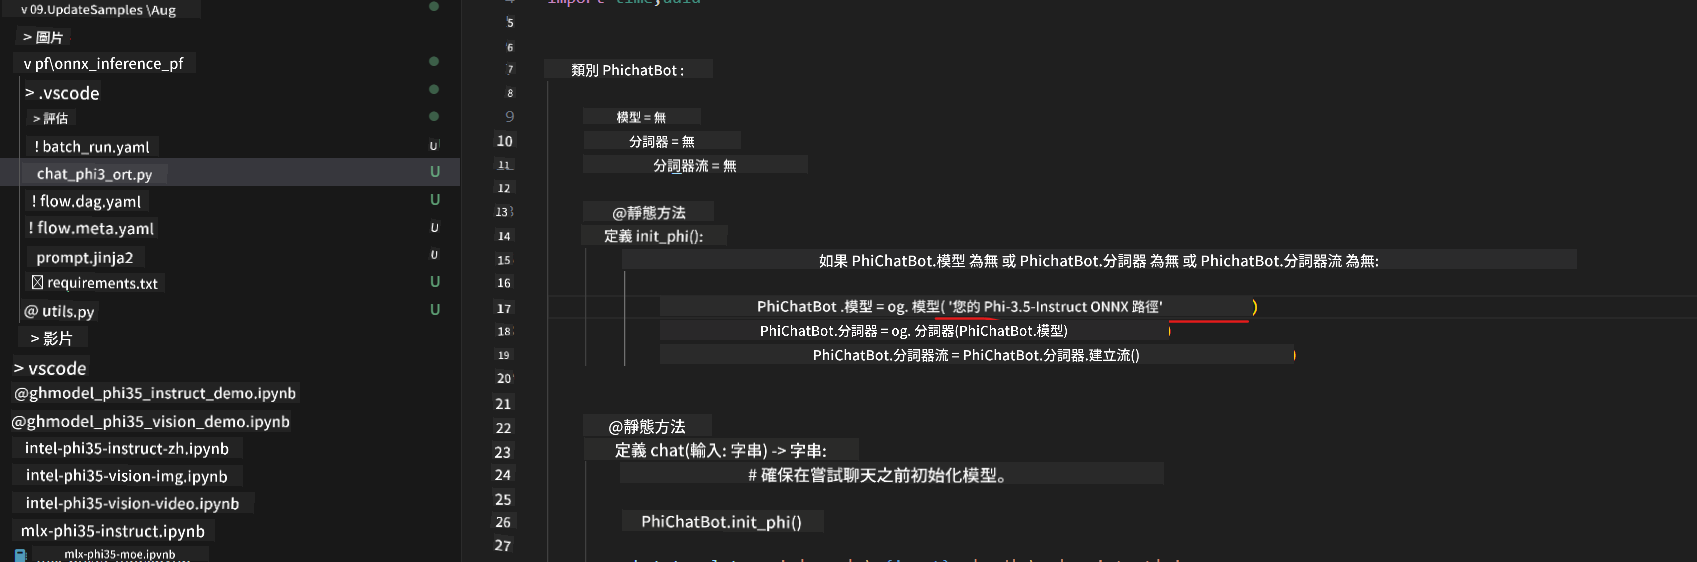 v 09.UpdateSamples \Aug
> 圖片
v pf\onnx_inference_pf
> .vscode
> 評估
! batch_run.yaml U
chat_phi3_ort.py U
! flow.dag.yaml U
! flow.meta.yaml U
prompt.jinja2 U
requirements.txt U
@ utils.py U
> 影片
> vscode
@ghmodel_phi35_instruct_demo.ipynb
@ghmodel_phi35_vision_demo.ipynb
intel-phi35-instruct-zh.ipynb
intel-phi35-vision-img.ipynb
intel-phi35-vision-video.ipynb
mlx-phi35-instruct.ipynb
mlx-phi35-moe.ipvnb
5
6
7 類別 PhichatBot :
8
9 模型 = 無
10 分詞器 = 無
11 分詞器流 = 無
12
13 @靜態方法
14 定義 init_phi():
15 如果 PhiChatBot.模型 為無 或 PhichatBot.分詞器 為無 或 PhichatBot.分詞器流 為無:
16
17 PhiChatBot .模型 = og. 模型( '您的 Phi-3.5-Instruct ONNX 路徑' )
18 PhiChatBot.分詞器 = og. 分詞器(PhiChatBot.模型) )
19 PhiChatBot.分詞器流 = PhiChatBot.分詞器.建立流() )
20
21
22 @靜態方法
23 定義 chat(輸入: 字串) -> 字串:
24 # 確保在嘗試聊天之前初始化模型。
25
26 PhiChatBot.init_phi()
27